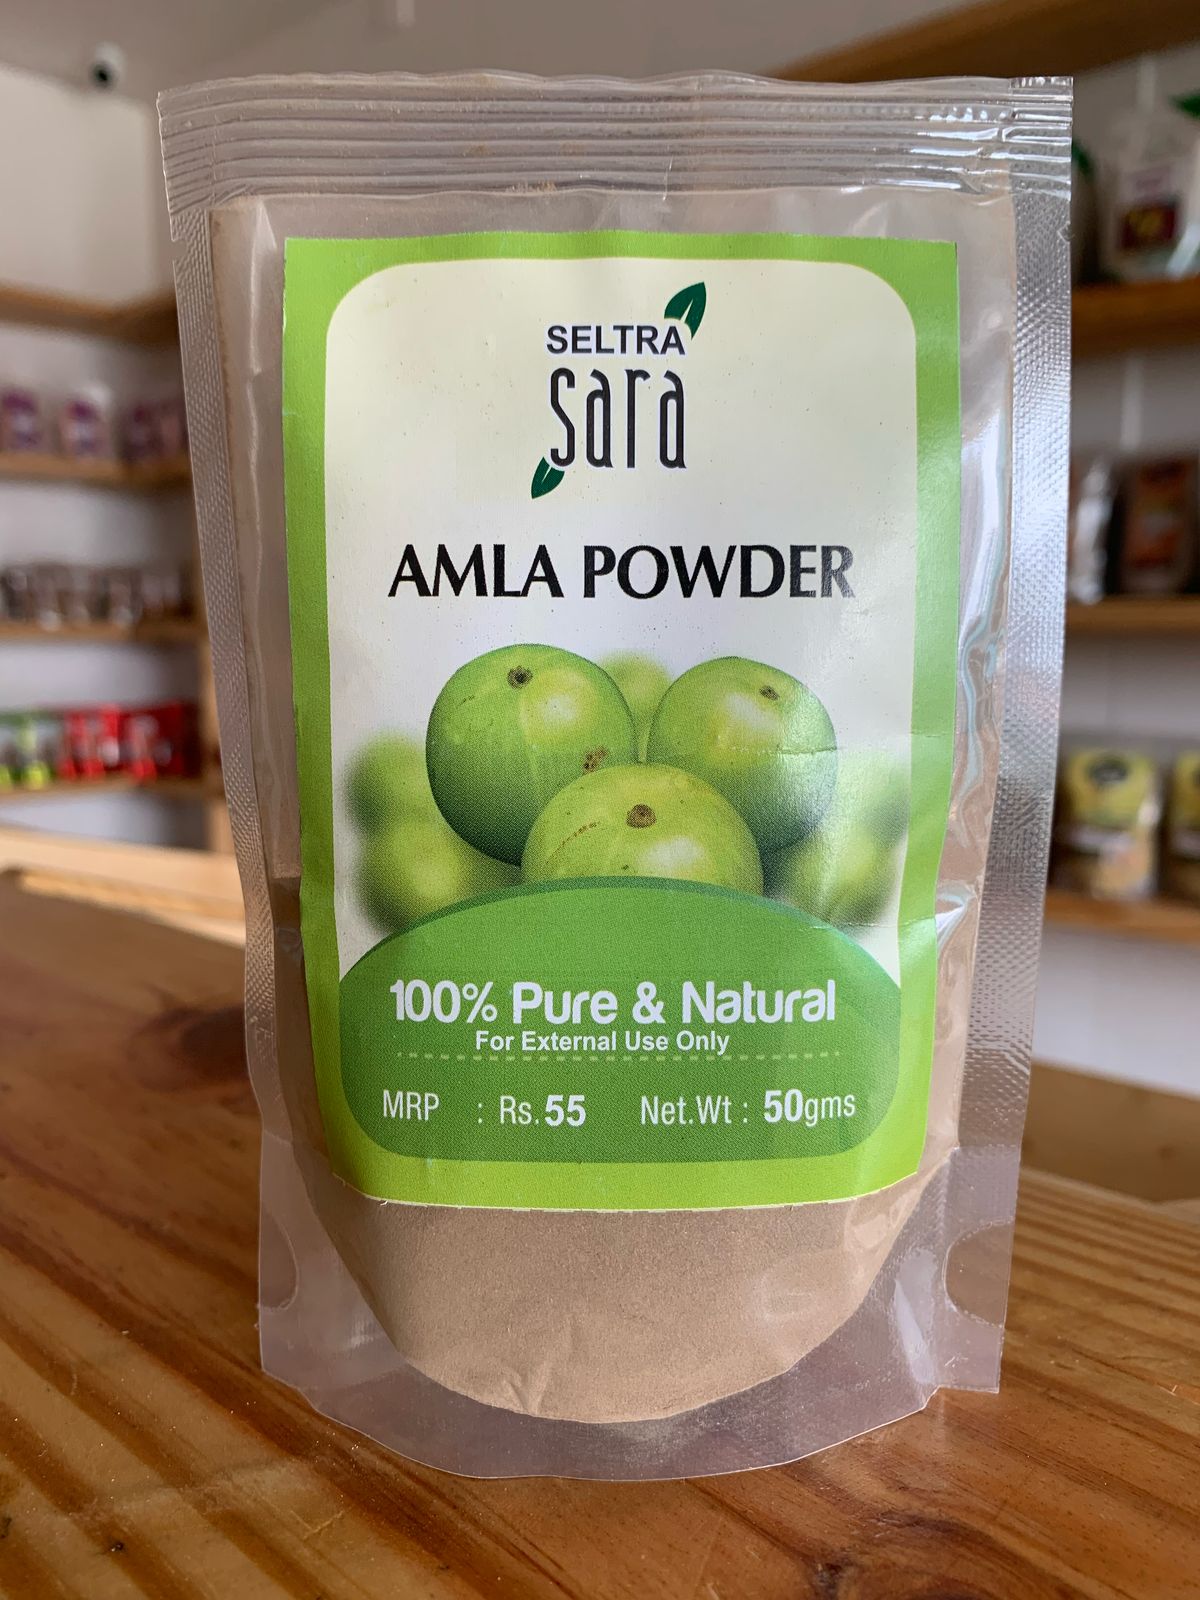 SELTRA
sara
AMLA POWDER
100% Pure & Natural
For External Use Only
MRP : Rs. 55 Net.Wt : 50gms